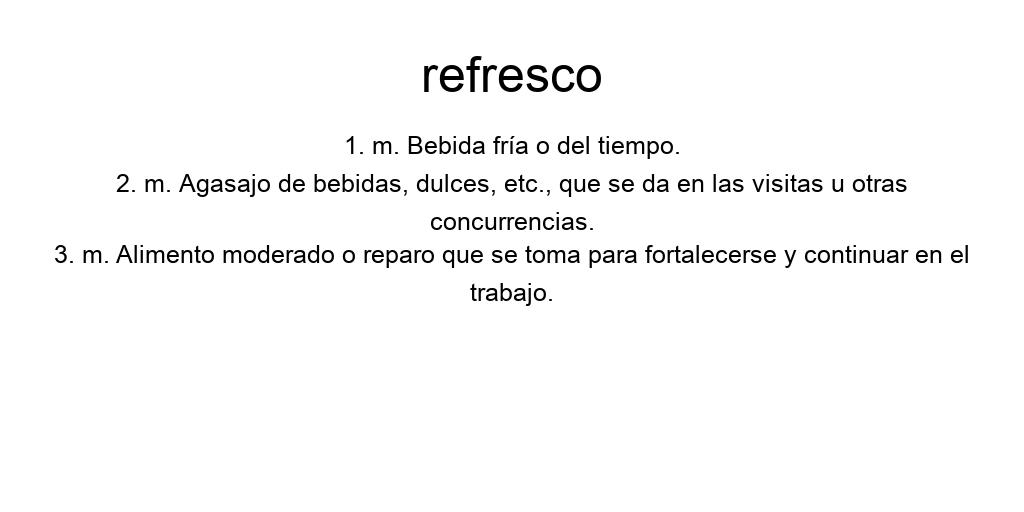 refresco
1. m. Bebida fría o del tiempo.
2. m. Agasajo de bebidas, dulces, etc., que se da en las visitas u otras
concurrencias.
3. m. Alimento moderado o reparo que se toma para fortalecerse y continuar en el
trabajo.